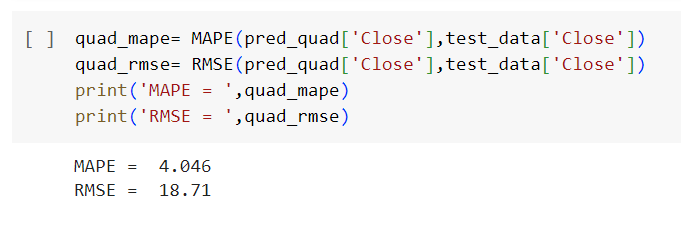 [ ] quad_mape= MAPE(pred_quad['Close'],test_data['Close'])
quad_rmse= RMSE(pred_quad['Close'],test_data['Close'])
print('MAPE = ',quad_mape)
print('RMSE = ',quad_rmse)
MAPE =  4.046
RMSE =  18.71